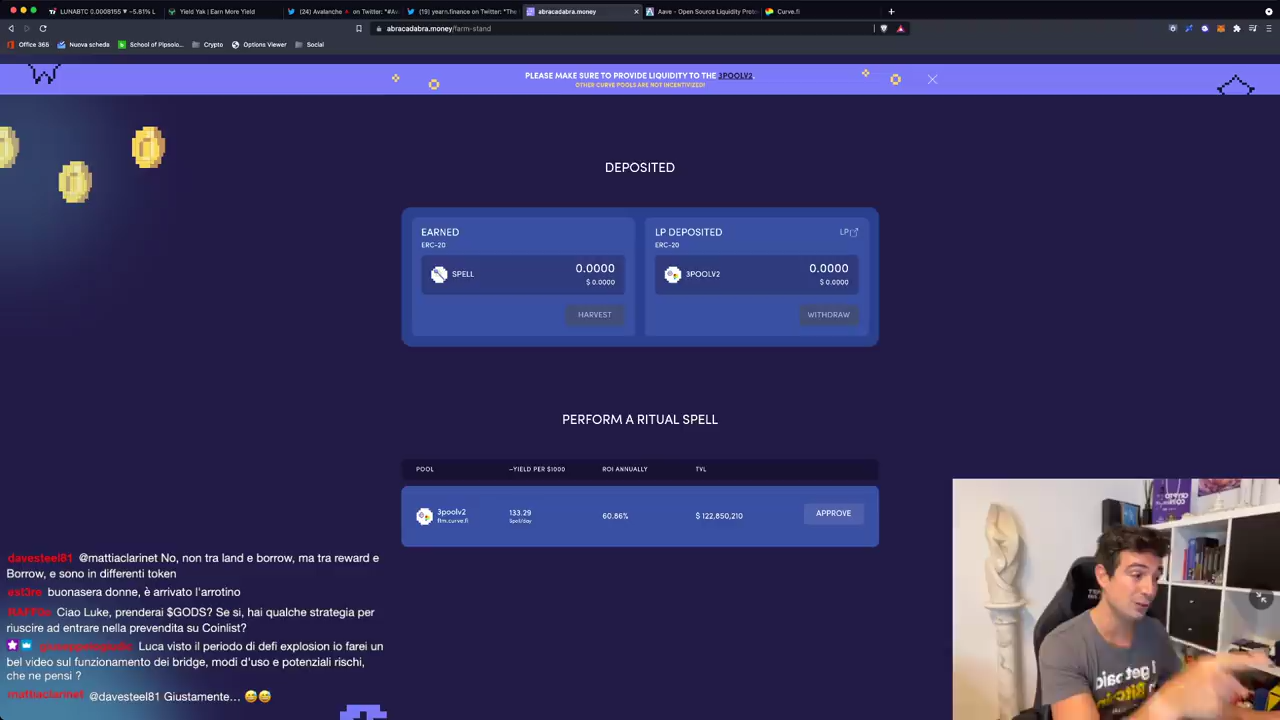 LUNABTC 0.0008155 ▼ −5.81% L
Yield Yak | Earn More Yield
(24) Avalanche on Twitter: "#Av
(19) yearn.finance on Twitter: "The
abracadabra.money
Aave - Open Source Liquidity Proto
Curve.fi
abracadabra.money/farm-stand
Office 365
Nuova scheda
School of Pipsolo...
Crypto
Options Viewer
Social
PLEASE MAKE SURE TO PROVIDE LIQUIDITY TO THE 3POOLV2
OTHER CURVE POOLS ARE NOT INCENTIVIZED!
DEPOSITED
EARNED
ERC-20
SPELL
0.0000
$ 0.0000
HARVEST
LP DEPOSITED
LP
ERC-20
3POOLV2
0.0000
$ 0.0000
WITHDRAW
PERFORM A RITUAL SPELL
POOL
~YIELD PER $1000
ROI ANNUALLY
TVL
3poolv2
ftm.curve.fi
133.29
Spell/day
60.86%
$ 122,850,210
APPROVE
davesteel81 @mattiaclarinet No, non tra land e borrow, ma tra reward e
Borrow, e sono in differenti token
est3re buonasera donne, è arrivato l'arrotino
Ciao Luke, prenderai $GODS? Se si, hai qualche strategia per
riuscire ad entrare nella prevendita su Coinlist?
Luca visto il periodo di defi explosion io farei un
bel video sul funzionamento dei bridge, modi d'uso e potenziali rischi,
che ne pensi ?
mattiaclarinet @davesteel81 Giustamente... 😅😅
I get paid